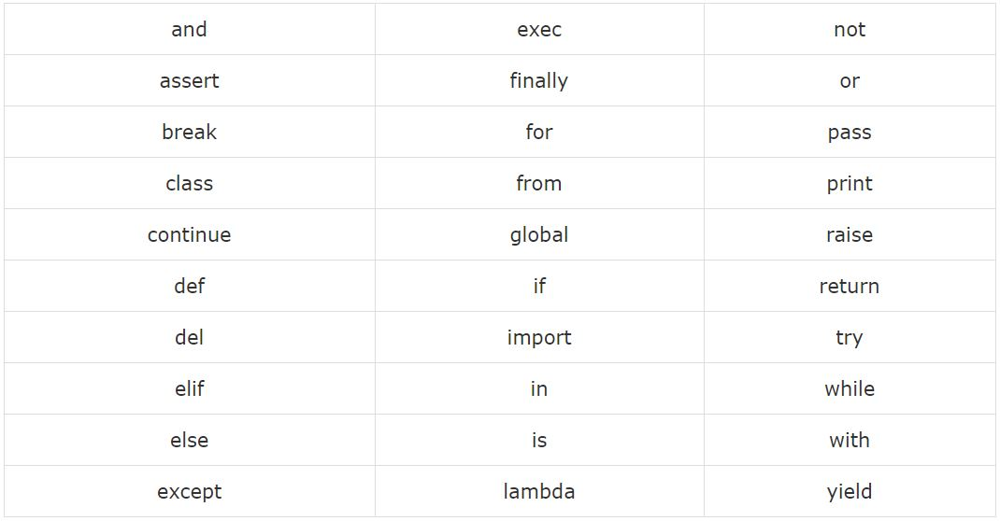 and exec not
assert finally or
break for pass
class from print
continue global raise
def if return
del import try
elif in while
else is with
except lambda yield